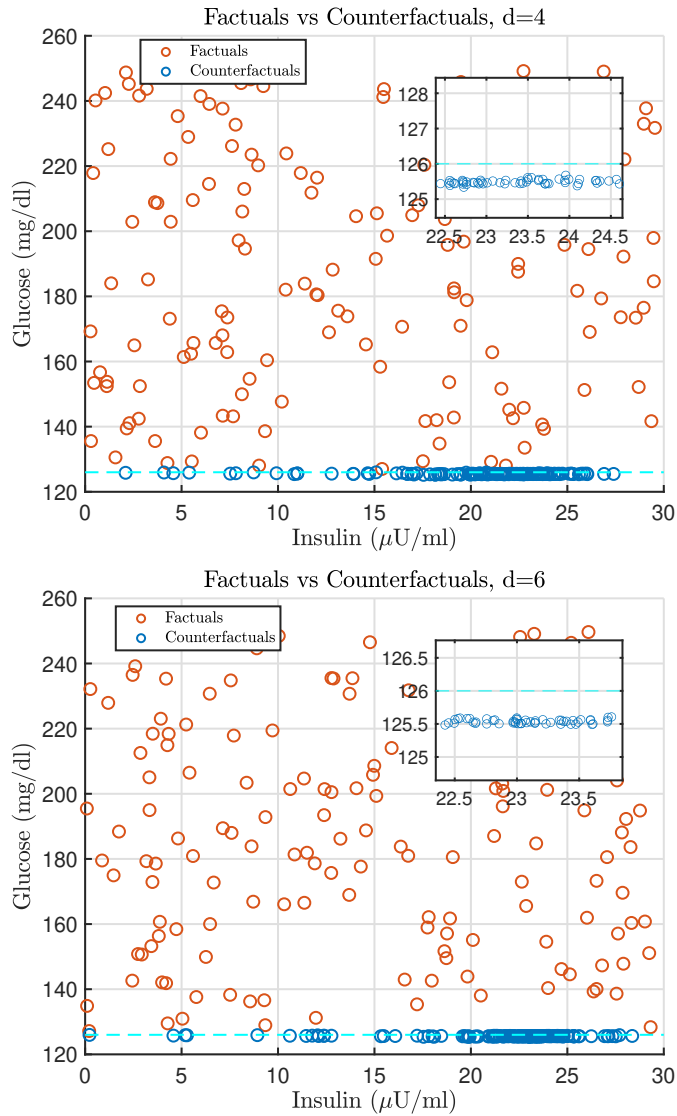 Factuals vs Counterfactuals, d=4
260
240
220
200
180
160
140
120
Glucose (mg/dl)
Factuals
Counterfactuals
128
127
126
125
22.5 23 23.5 24 24.5
0 5 10 15 20 25 30
Insulin (μU/ml)
Factuals vs Counterfactuals, d=6
260
240
220
200
180
160
140
120
Glucose (mg/dl)
Factuals
Counterfactuals
126.5
126
125.5
125
22.5 23 23.5
0 5 10 15 20 25 30
Insulin (μU/ml)